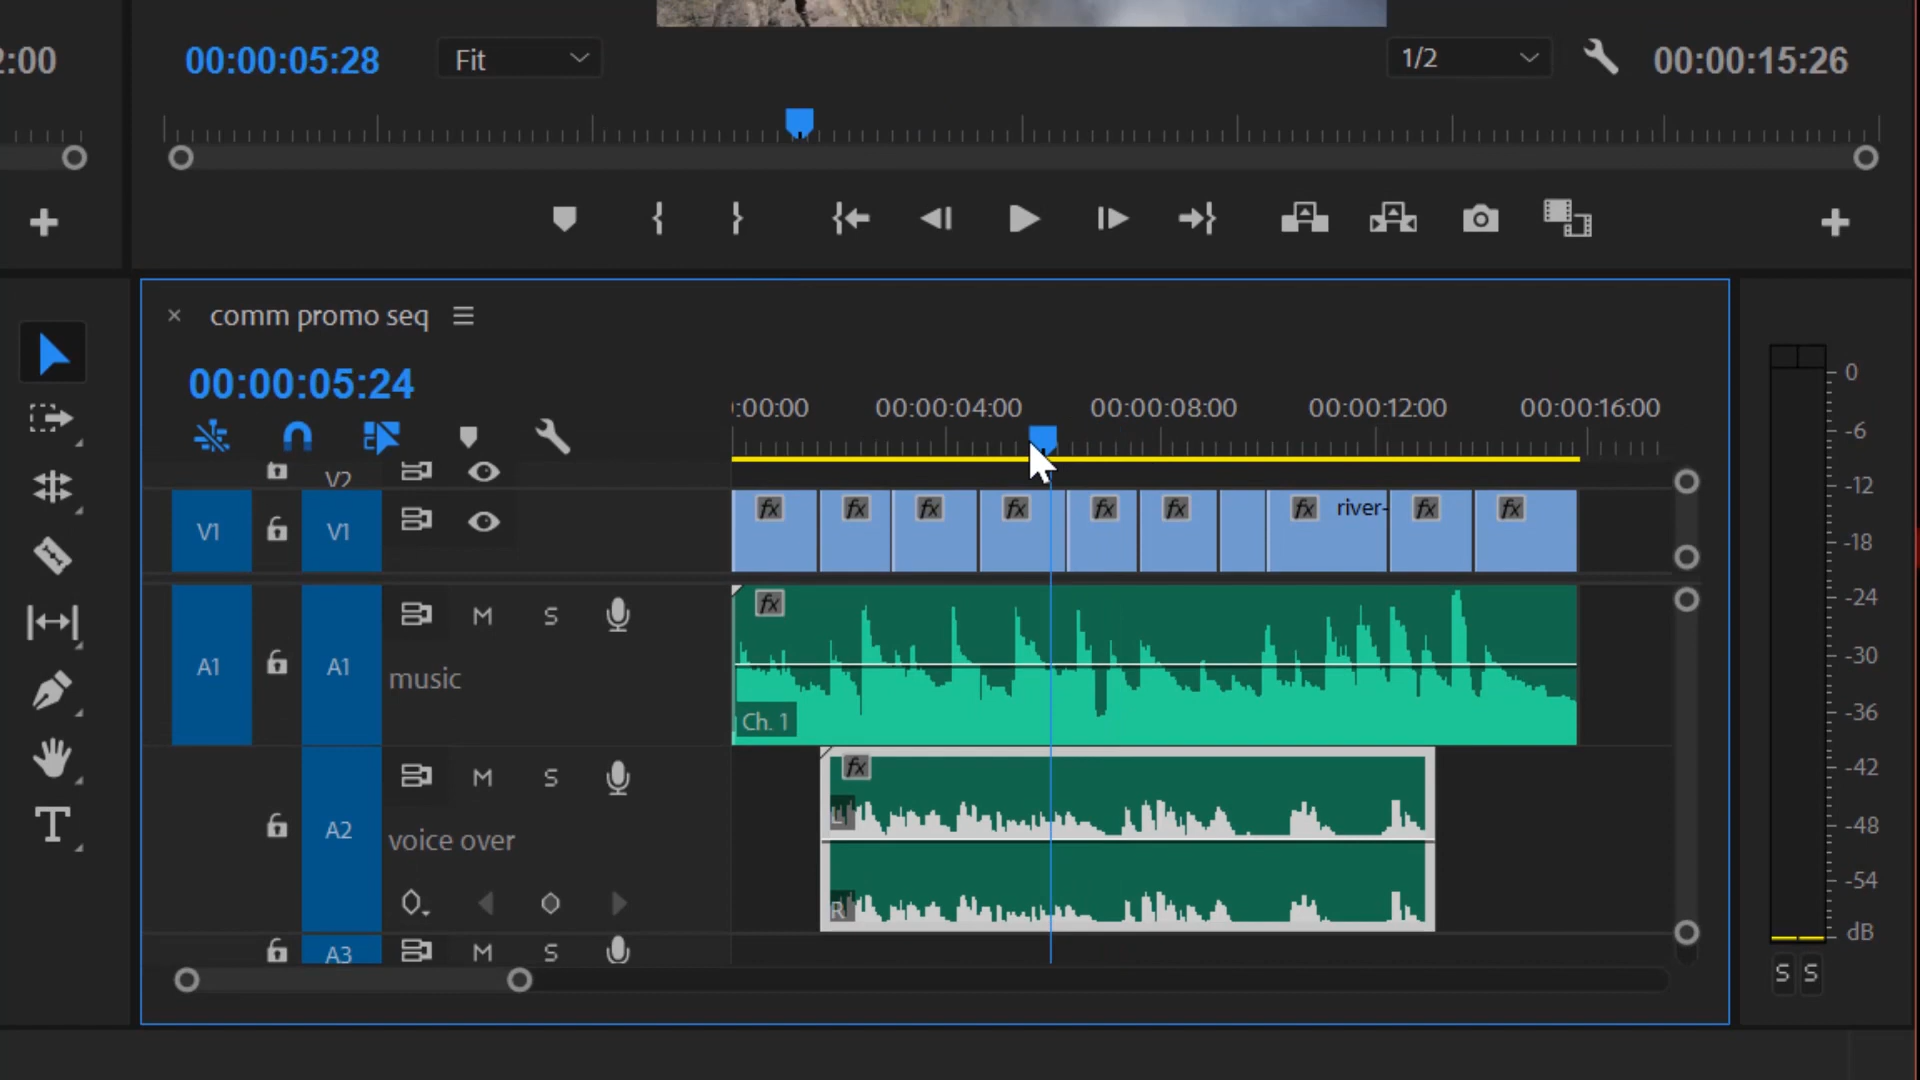 2:00
00:00:05:28
Fit
1/2
00:00:15:26
comm promo seq
00:00:05:24
:00:00
00:00:04:00
00:00:08:00
00:00:12:00
00:00:16:00
V2
V1
V1
fx
fx
fx
fx
fx
fx
fx
river-
fx
fx
A1
A1
M
S
music
fx
Ch. 1
A2
M
S
voice over
fx
L
R
A3
M
S
0
-6
-12
-18
-24
-30
-36
-42
-48
-54
dB
S
S